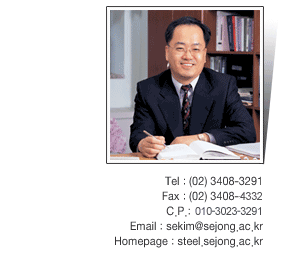 Tel : (02) 3408-3291
Fax : (02) 3408-4332
C.P.: 010-3023-3291
Email : sekim@sejong.ac.kr
Homepage : steel.sejong.ac.kr